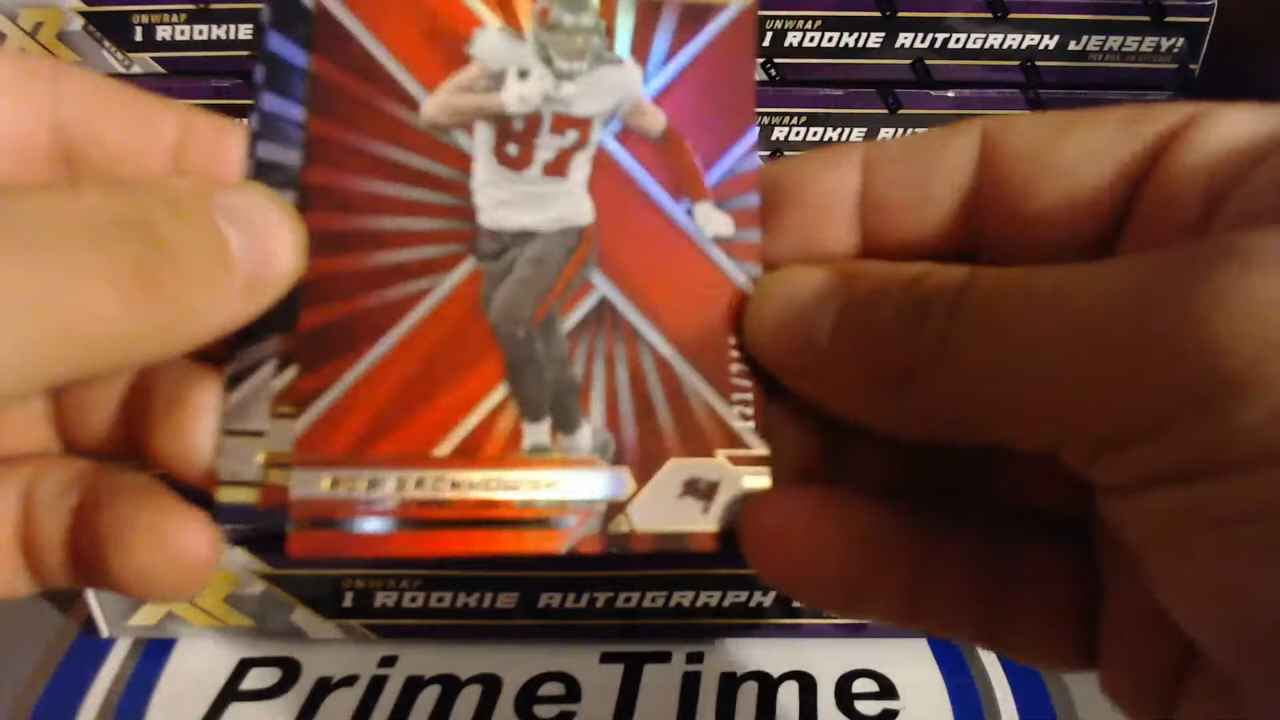 UNWRAP
1 ROOKIE
UNWRAP
1 ROOKIE AUTOGRAPH JERSEY!
UNWRAP
ROOKIE
87
UNWRAP
1 ROOKIE AUTOGRAPH
PrimeTime